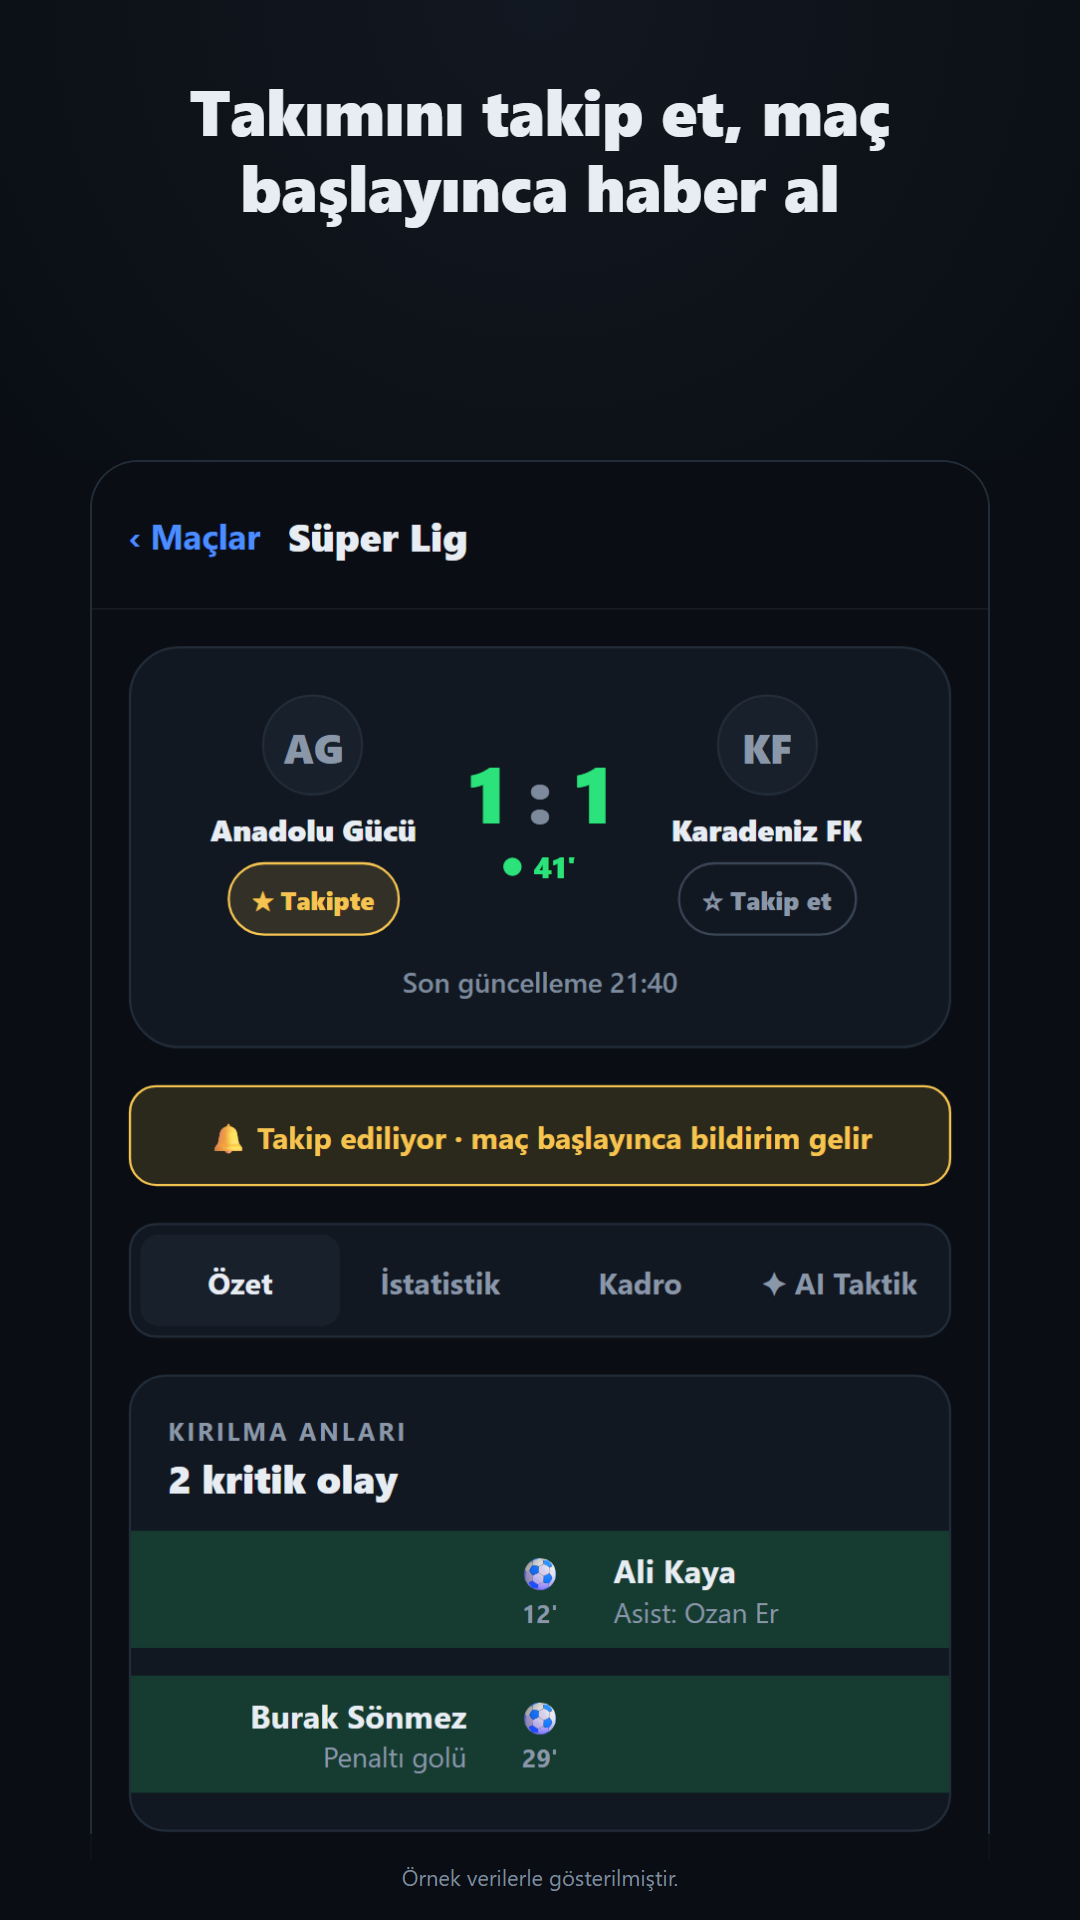 Takımını takip et, maç
başlayınca haber al
‹ Maçlar Süper Lig
AG
KF
1 : 1
Anadolu Gücü
Karadeniz FK
● 41'
★ Takipte
☆ Takip et
Son güncelleme 21:40
🔔 Takip ediliyor · maç başlayınca bildirim gelir
Özet İstatistik Kadro ✦ AI Taktik
KIRILMA ANLARI
2 kritik olay
Ali Kaya
12' Asist: Ozan Er
Burak Sönmez
Penaltı golü 29'
Örnek verilerle gösterilmiştir.